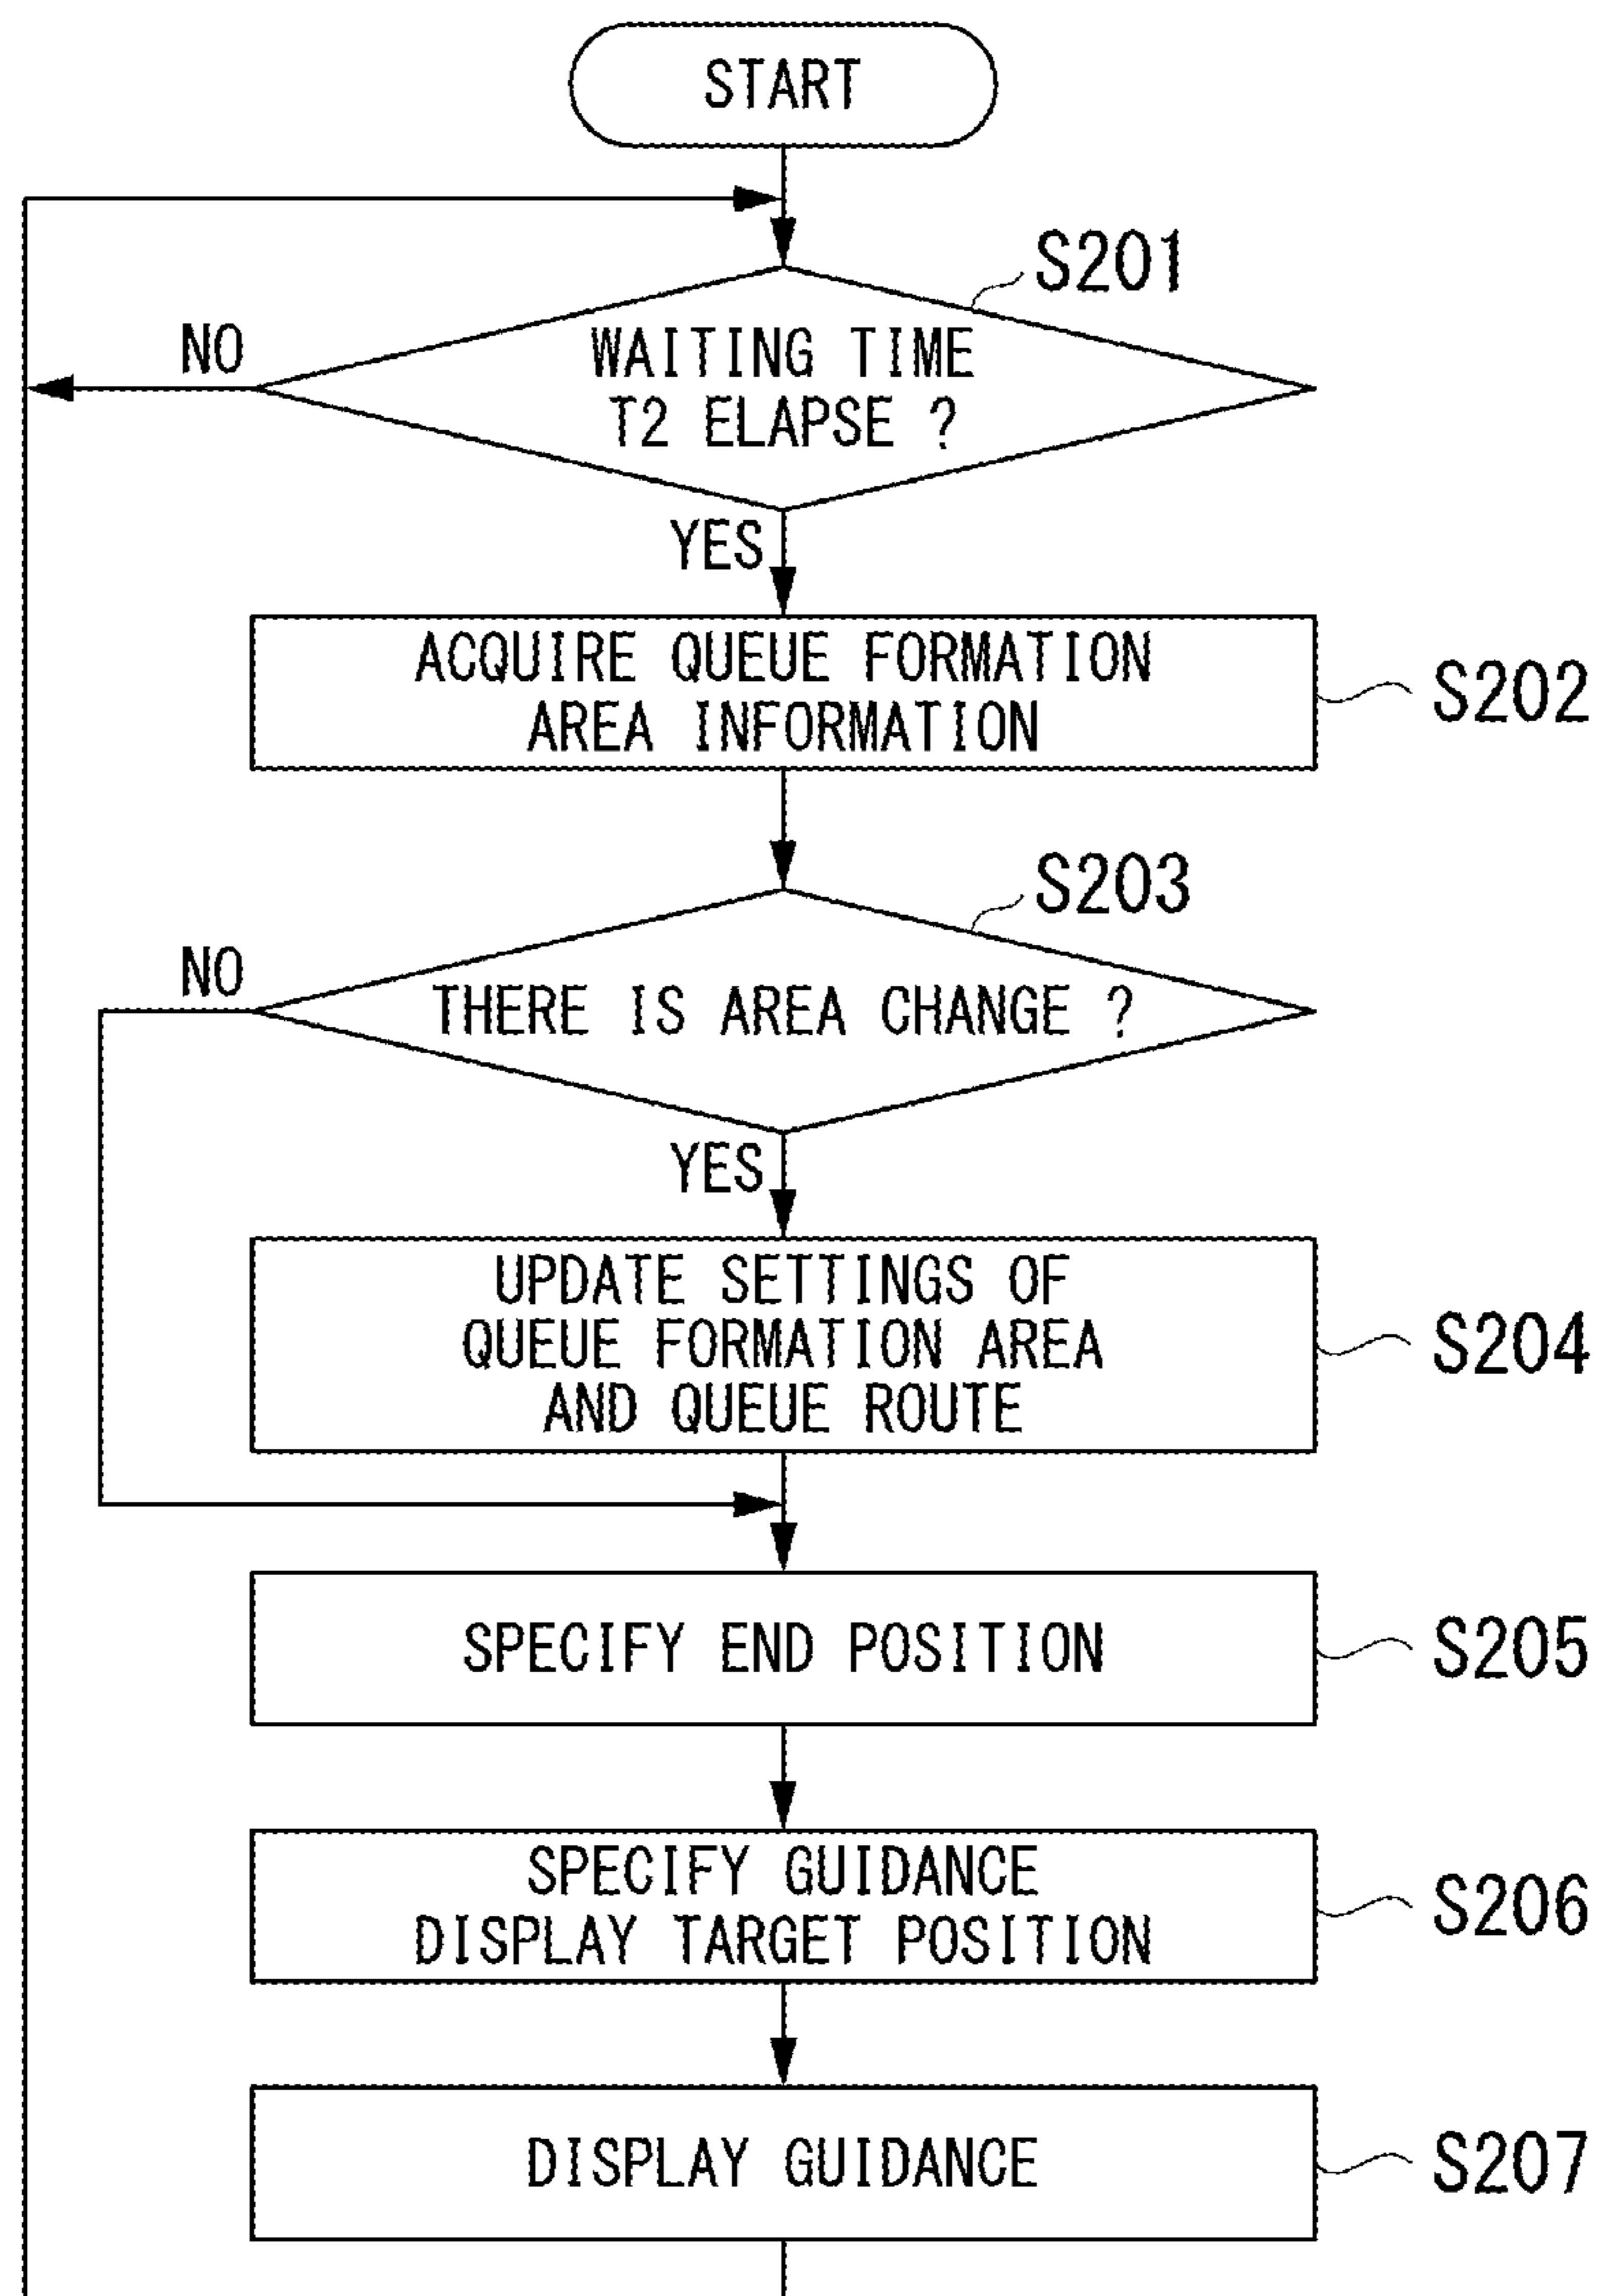 START
S201
NO
WAITING TIME
T2 ELAPSE ?
YES
ACQUIRE QUEUE FORMATION
AREA INFORMATION
S202
S203
NO
THERE IS AREA CHANGE ?
YES
UPDATE SETTINGS OF
QUEUE FORMATION AREA
AND QUEUE ROUTE
S204
SPECIFY END POSITION
S205
SPECIFY GUIDANCE
DISPLAY TARGET POSITION
S206
DISPLAY GUIDANCE
S207